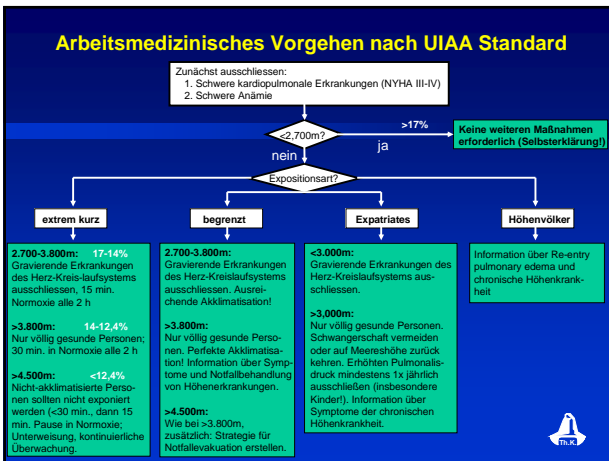 Arbeitsmedizinisches Vorgehen nach UIAA Standard
Zunächst ausschliessen:
1. Schwere kardiopulmonale Erkrankungen (NYHA III-IV)
2. Schwere Anämie
<2,700m?
>17%
ja
nein
Keine weiteren Maßnahmen
erforderlich (Selbsterklärung!)
Expositionsart?
extrem kurz
begrenzt
Expatriates
Höhenvölker
2.700-3.800m: 17-14%
Gravierende Erkrankungen
des Herz-Kreis-laufsystems
ausschliessen, 15 min.
Normoxie alle 2 h
>3.800m: 14-12,4%
Nur völlig gesunde Personen;
30 min. in Normoxie alle 2 h
>4.500m: <12,4%
Nicht-akklimatisierte Perso-
nen sollten nicht exponiert
werden (<30 min., dann 15
min. Pause in Normoxie;
Unterweisung, kontinuierliche
Überwachung.
2.700-3.800m:
Gravierende Erkrankungen
des Herz-Kreislaufsystems
ausschliessen. Ausrei-
chende Akklimatisation!
>3.800m:
Nur völlig gesunde Perso-
nen. Perfekte Akklimatisa-
tion! Information über Symp-
tome und Notfallbehandlung
von Höhenerkrankungen.
>4.500m:
Wie bei >3.800m,
zusätzlich: Strategie für
Notfallevakuation erstellen.
<3.000m:
Gravierende Erkrankungen des
Herz-Kreislaufsystems aus-
schliessen.
>3,000m:
Nur völlig gesunde Personen.
Schwangerschaft vermeiden
oder auf Meereshöhe zurück
kehren. Erhöhten Pulmonalis-
druck mindestens 1x jährlich
ausschließen (insbesondere
Kinder!). Information über
Symptome der chronischen
Höhenkrankheit.
Information über Re-entry
pulmonary edema und
chronische Höhenkrank-
heit
Th.K.